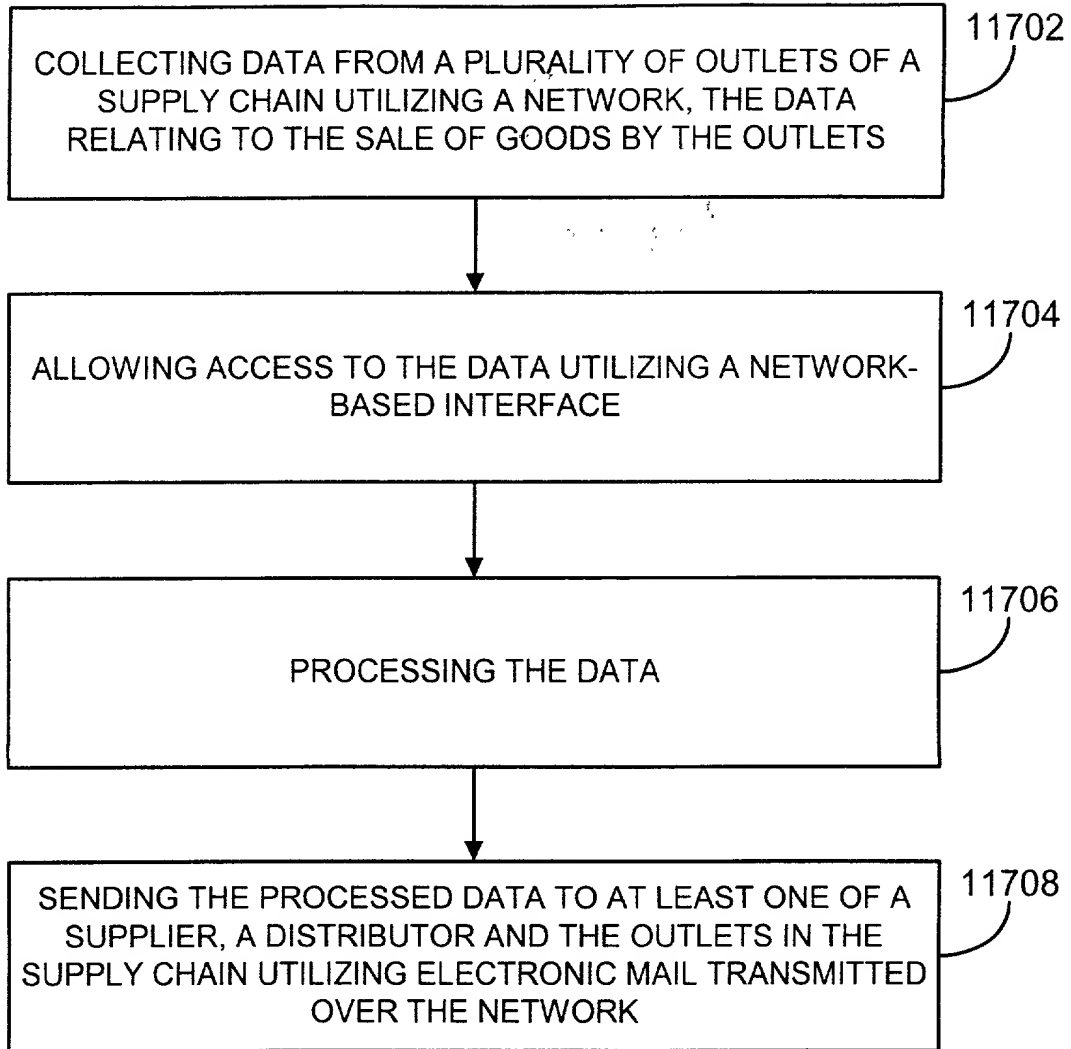 11702
COLLECTING DATA FROM A PLURALITY OF OUTLETS OF A
SUPPLY CHAIN UTILIZING A NETWORK, THE DATA
RELATING TO THE SALE OF GOODS BY THE OUTLETS
11704
ALLOWING ACCESS TO THE DATA UTILIZING A NETWORK-
BASED INTERFACE
11706
PROCESSING THE DATA
11708
SENDING THE PROCESSED DATA TO AT LEAST ONE OF A
SUPPLIER, A DISTRIBUTOR AND THE OUTLETS IN THE
SUPPLY CHAIN UTILIZING ELECTRONIC MAIL TRANSMITTED
OVER THE NETWORK